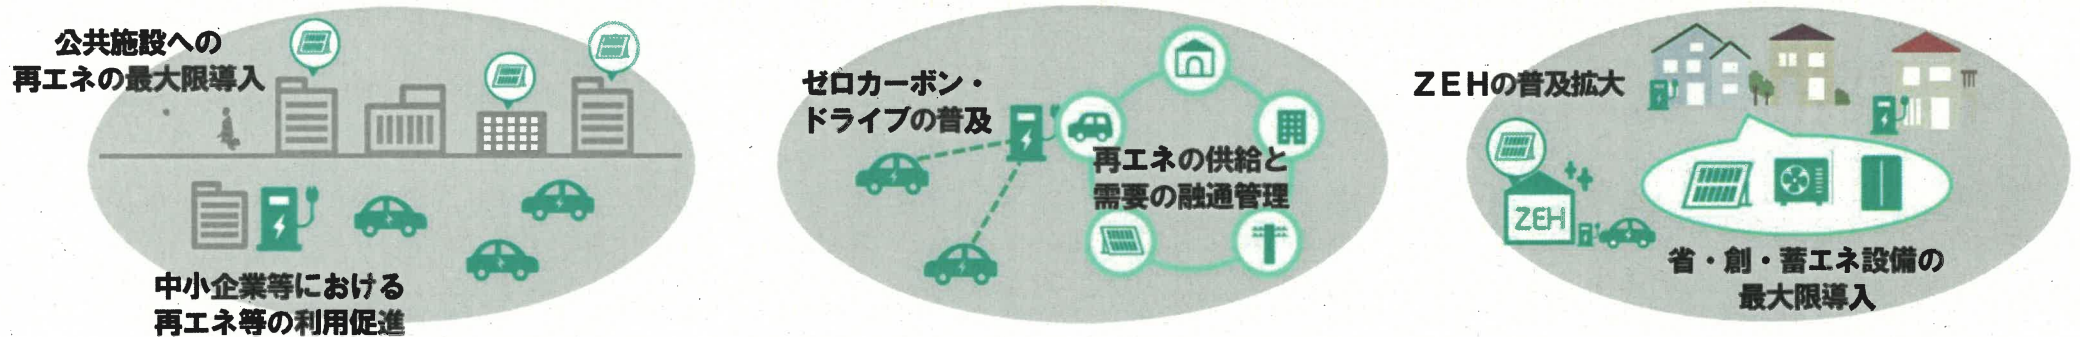 公共施設への
再エネの最大限導入
中小企業等における
再エネ等の利用促進
ゼロカーボン・
ドライブの普及
再エネの供給と
需要の融通管理
ZEHの普及拡大
ZEH
省・創・蓄エネ設備の
最大限導入